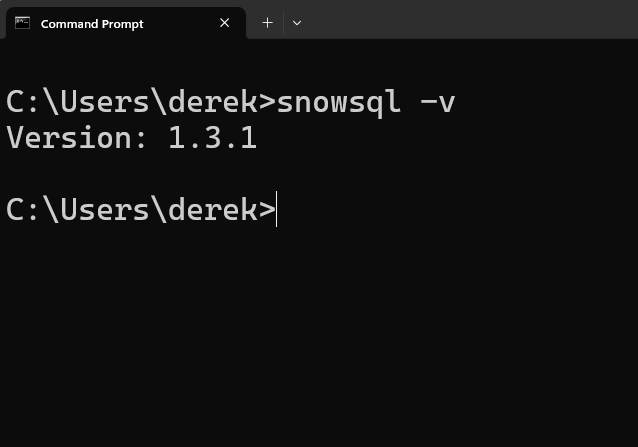 Command Prompt
C:\Users\derek>snowsql -v
Version: 1.3.1
C:\Users\derek>